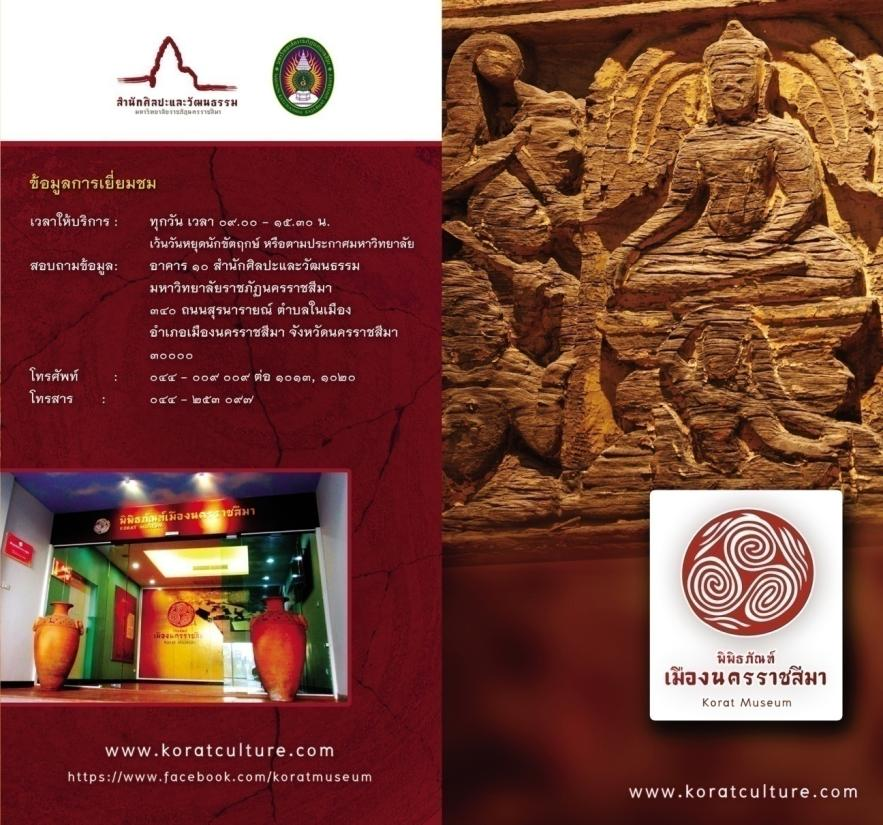 สำนักศิลปะและวัฒนธรรม
มหาวิทยาลัยราชภัฏนครราชสีมา
ข้อมูลการเยี่ยมชม
เวลาให้บริการ : ทุกวัน เวลา ๐๙.๐๐ – ๑๕.๓๐ น.
เว้นวันหยุดนักขัตฤกษ์ หรือตามประกาศมหาวิทยาลัย
สอบถามข้อมูล: อาคาร ๑๐ สำนักศิลปะและวัฒนธรรม
มหาวิทยาลัยราชภัฏนครราชสีมา
๓๔๐ ถนนสุรนารายณ์ ตำบลในเมือง
อำเภอเมืองนครราชสีมา จังหวัดนครราชสีมา
๓๐๐๐๐
โทรศัพท์ : ๐๔๔ – ๐๐๙ ๐๐๙ ต่อ ๑๐๑๓, ๑๐๒๐
โทรสาร : ๐๔๔ – ๒๕๓ ๐๙๗
พิพิธภัณฑ์เมืองนครราชสีมา
KORAT MUSEUM
เมืองนครราชสีมา
Korat Museum
www.koratculture.com
https://www.facebook.com/koratmuseum
พิพิธภัณฑ์
เมืองนครราชสีมา
Korat Museum
www.koratculture.com